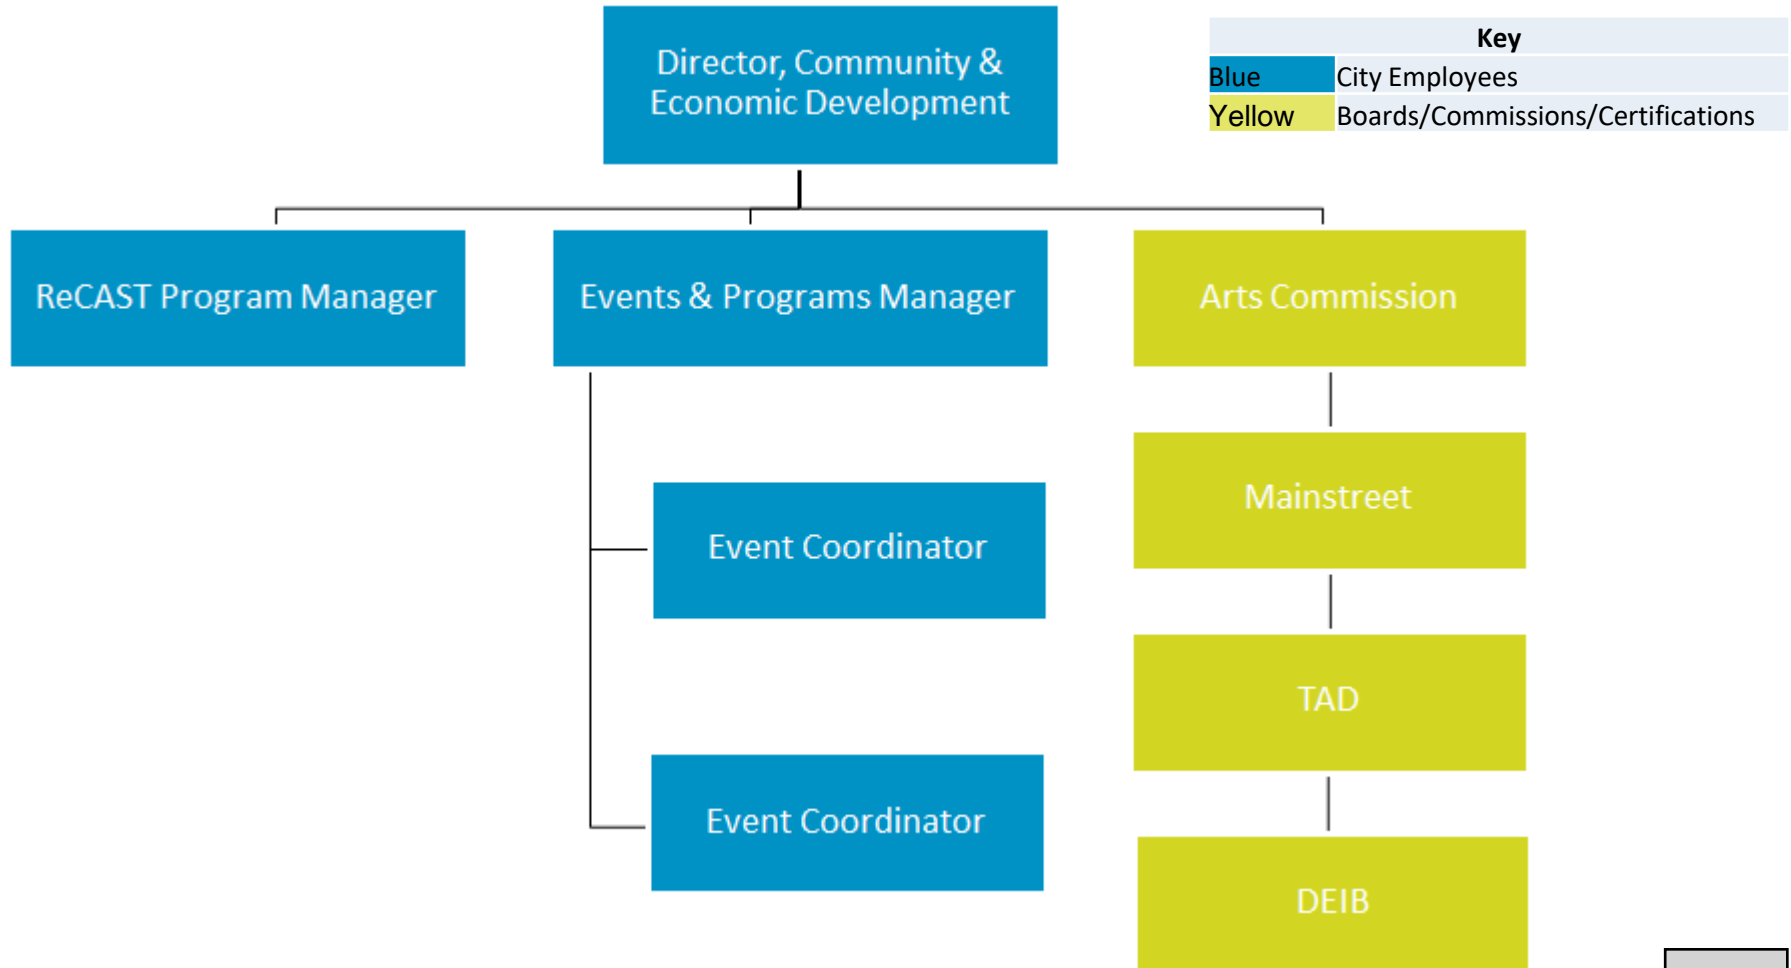 Director, Community &
Economic Development
Key
Blue City Employees
Yellow Boards/Commissions/Certifications
ReCAST Program Manager
Events & Programs Manager
Arts Commission
Event Coordinator
Mainstreet
Event Coordinator
TAD
DEIB